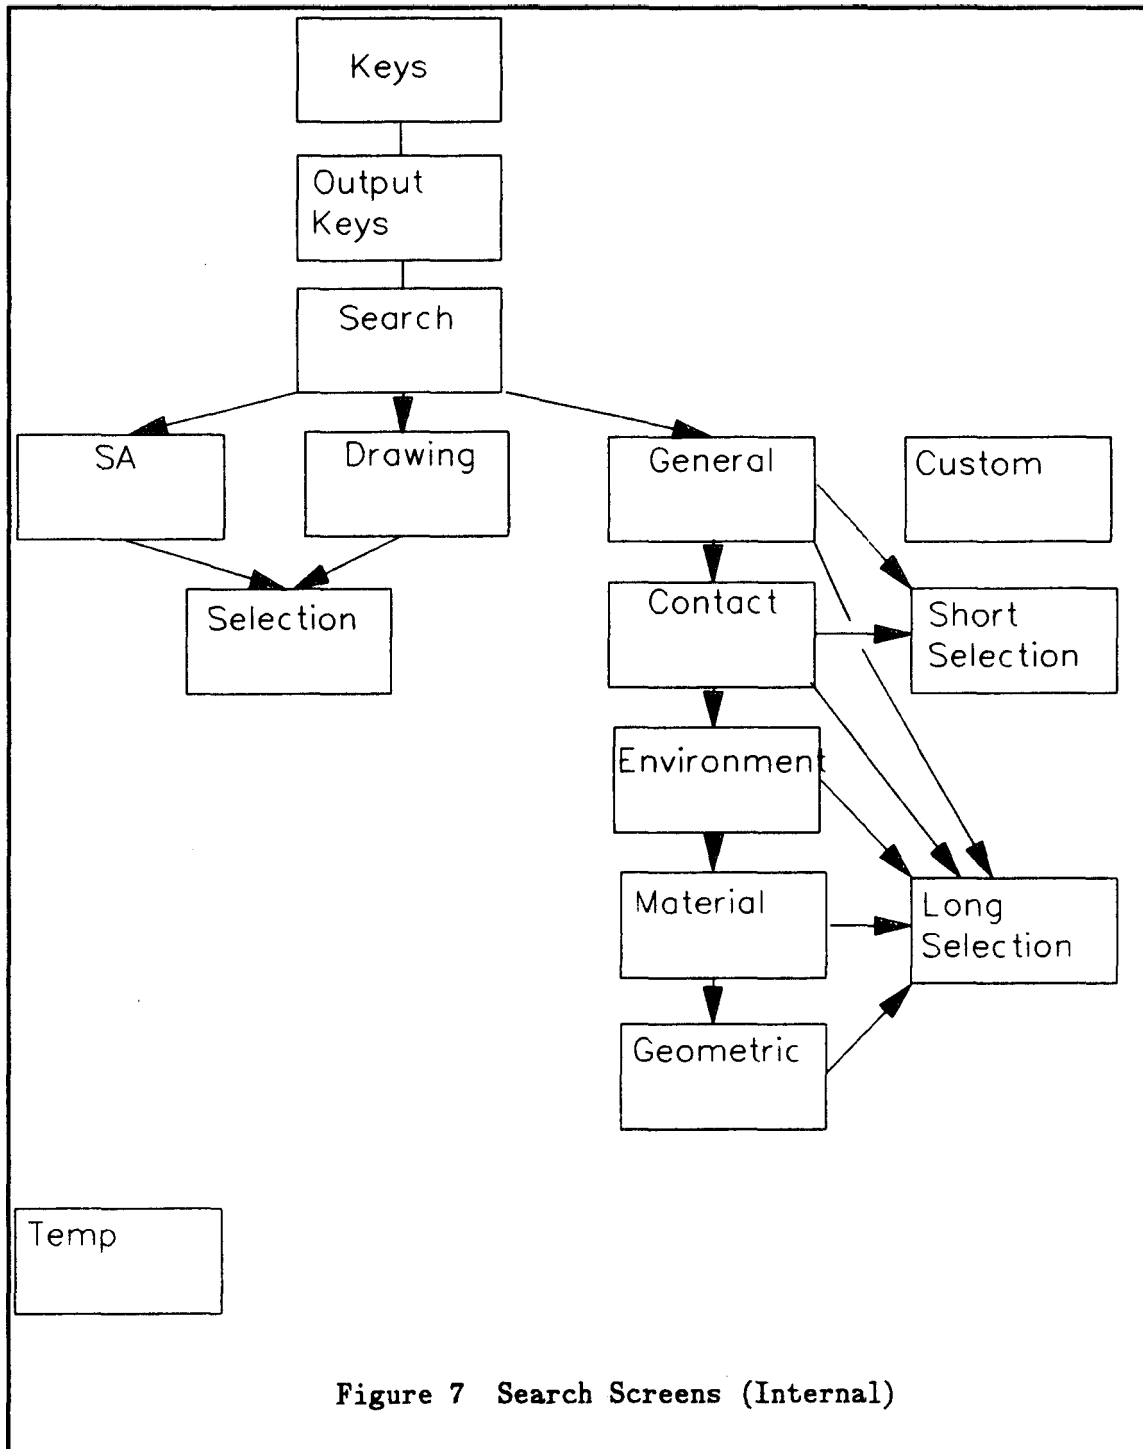 Keys
Output
Keys
Search
SA
Drawing
General
Custom
Selection
Contact
Short
Selection
Environment
Material
Long
Selection
Geometric
Temp
Figure 7 Search Screens (Internal)